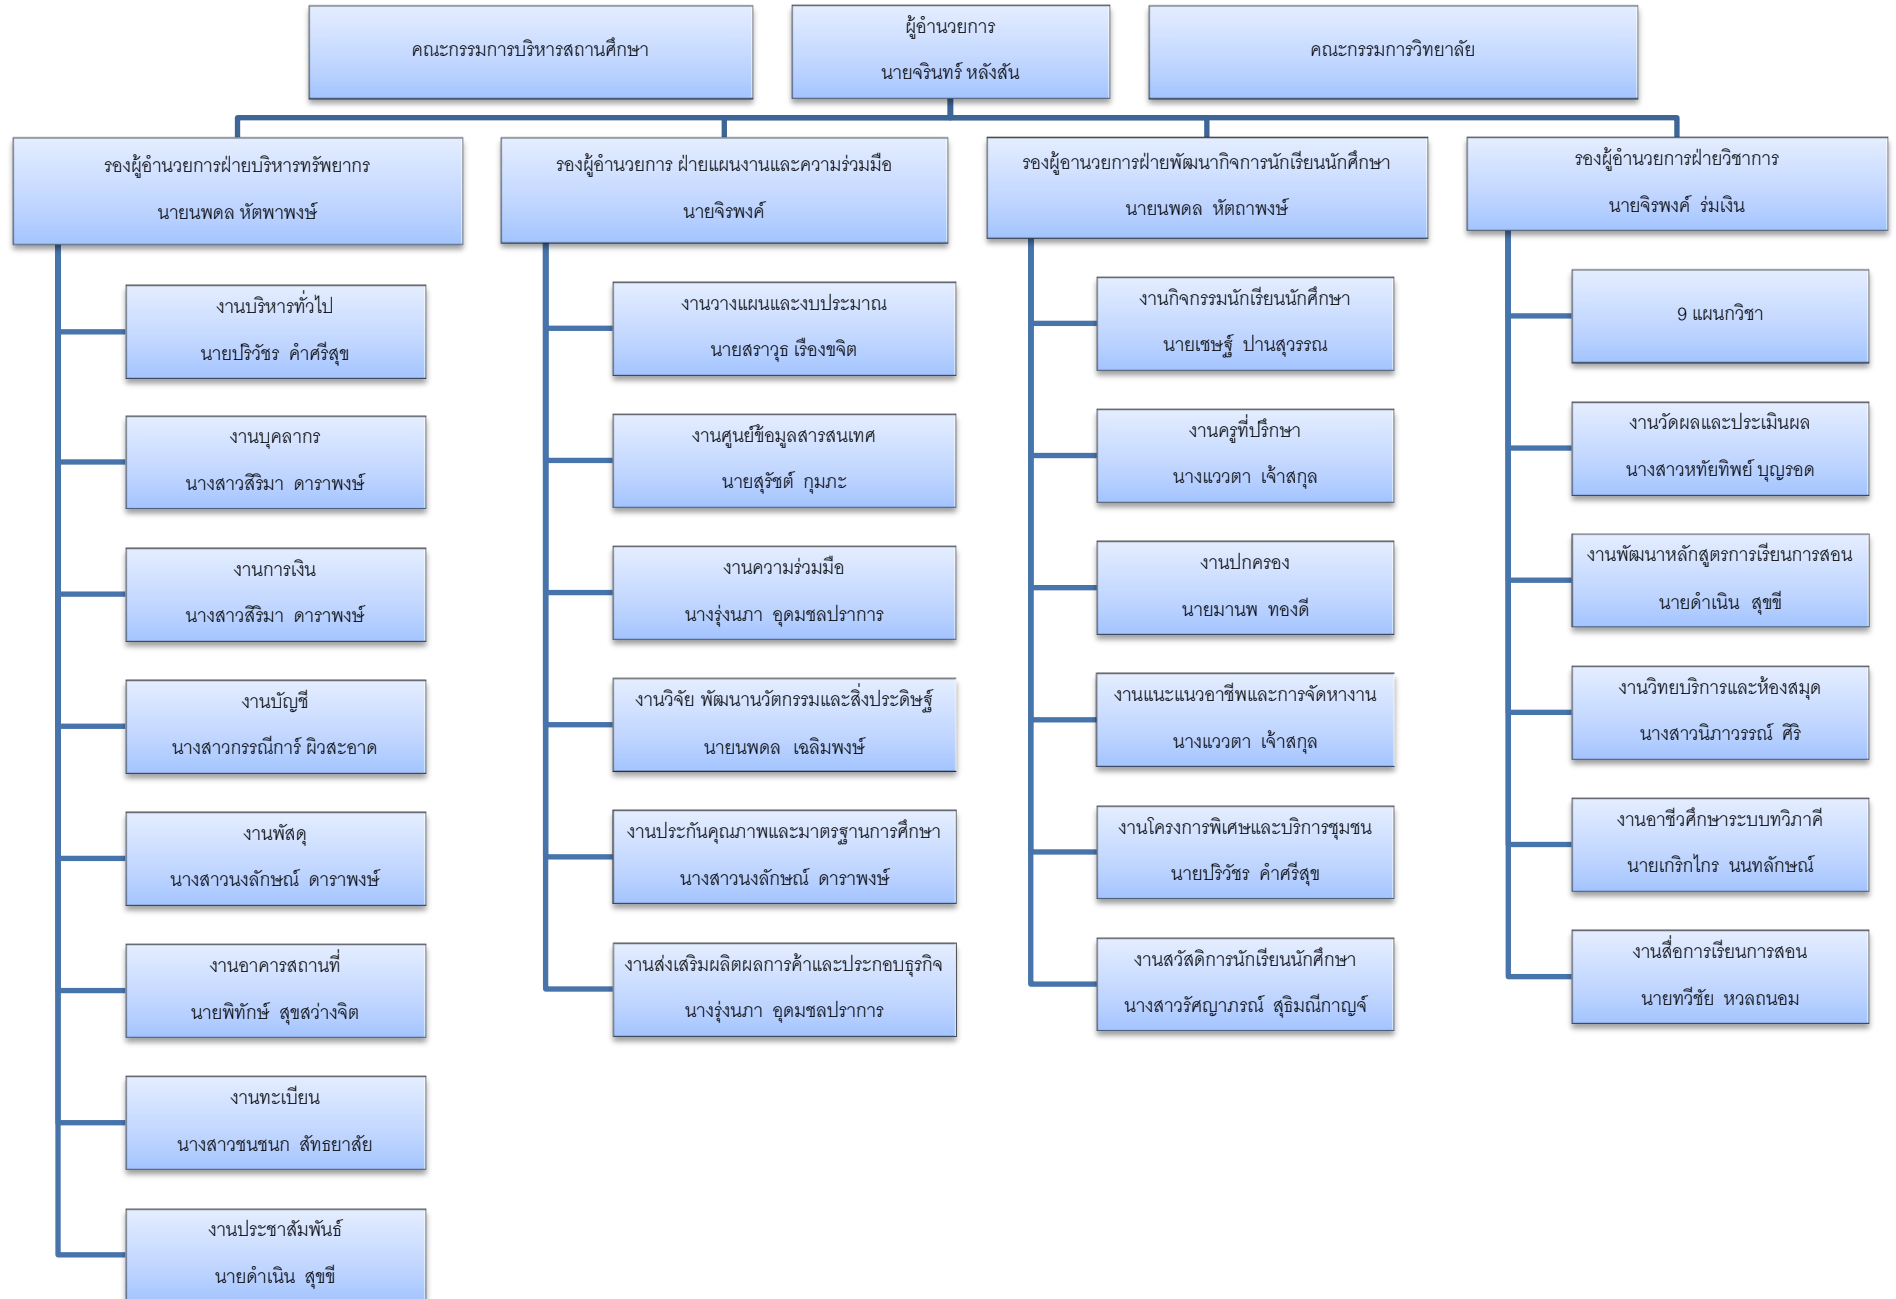 คณะกรรมการบริหารสถานศึกษา
ผู้อำนวยการ
นายจรินทร์ หลังสัน
คณะกรรมการวิทยาลัย
รองผู้อำนวยการฝ่ายบริหารทรัพยากร
นายนพดล หัตพาพงษ์
งานบริหารทั่วไป
นายปริวัชร คำศรีสุข
งานบุคลากร
นางสาวสิริมา ดาราพงษ์
งานการเงิน
นางสาวสิริมา ดาราพงษ์
งานบัญชี
นางสาวกรรณิการ์ ผิวสะอาด
งานพัสดุ
นางสาวนงลักษณ์ ดาราพงษ์
งานอาคารสถานที่
นายพิทักษ์ สุขสว่างจิต
งานทะเบียน
นางสาวชนชนก สัทธยาสัย
งานประชาสัมพันธ์
นายดำเนิน สุขขี
รองผู้อำนวยการ ฝ่ายแผนงานและความร่วมมือ
นายจิรพงค์
งานวางแผนและงบประมาณ
นายสราวุธ เรืองขจิต
งานศูนย์ข้อมูลสารสนเทศ
นายสุรัชต์ กุมภะ
งานความร่วมมือ
นางรุ่งนภา อุดมชลปราการ
งานวิจัย พัฒนานวัตกรรมและสิ่งประดิษฐ์
นายนพดล เฉลิมพงษ์
งานประกันคุณภาพและมาตรฐานการศึกษา
นางสาวนงลักษณ์ ดาราพงษ์
งานส่งเสริมผลิตผลการค้าและประกอบธุรกิจ
นางรุ่งนภา อุดมชลปราการ
รองผู้อานวยการฝ่ายพัฒนากิจการนักเรียนนักศึกษา
นายนพดล หัตถาพงษ์
งานกิจกรรมนักเรียนนักศึกษา
นายเชษฐ์ ปานสุวรรณ
งานครูที่ปรึกษา
นางแววตา เจ้าสกุล
งานปกครอง
นายมานพ ทองดี
งานแนะแนวอาชีพและการจัดหางาน
นางแววตา เจ้าสกุล
งานโครงการพิเศษและบริการชุมชน
นายปริวัชร คำศรีสุข
งานสวัสดิการนักเรียนนักศึกษา
นางสาวรัศญาภรณ์ สุธิมณีกาญจ์
รองผู้อำนวยการฝ่ายวิชาการ
นายจิรพงค์ ร่มเงิน
9 แผนกวิชา
งานวัดผลและประเมินผล
นางสาวหทัยทิพย์ บุญรอด
งานพัฒนาหลักสูตรการเรียนการสอน
นายดำเนิน สุขขี
งานวิทยบริการและห้องสมุด
นางสาวนิภาวรรณ์ ศิริ
งานอาชีวศึกษาระบบทวิภาคี
นายเกริกไกร นนทลักษณ์
งานสื่อการเรียนการสอน
นายทวีชัย หวลถนอม